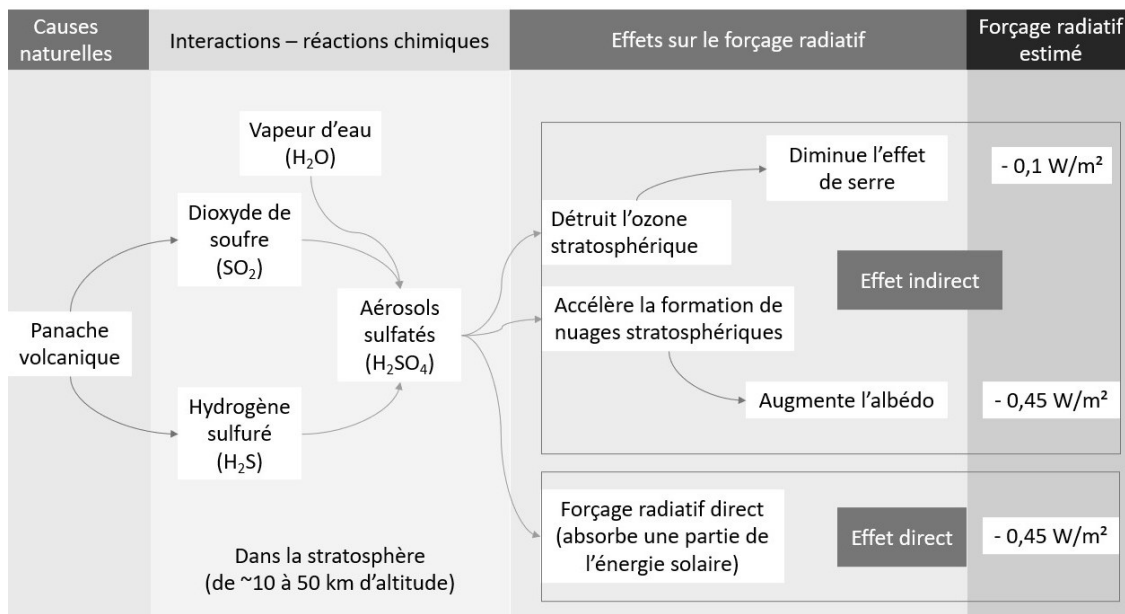 Causes
naturelles
Interactions – réactions chimiques
Effets sur le forçage radiatif
Forçage radiatif
estimé
Vapeur d'eau
(H₂O)
Dioxyde de
soufre
(SO₂)
Panache
volcanique
Hydrogène
sulfuré
(H₂S)
Aérosols
sulfatés
(H₂SO₄)
Dans la stratosphère
(de ~10 à 50 km d'altitude)
Diminue l'effet
de serre
- 0,1 W/m²
Détruit l'ozone
stratosphérique
Effet indirect
Accélère la formation de
nuages stratosphériques
Augmente l'albédo
- 0,45 W/m²
Forçage radiatif direct
(absorbe une partie de
l'énergie solaire)
Effet direct
- 0,45 W/m²